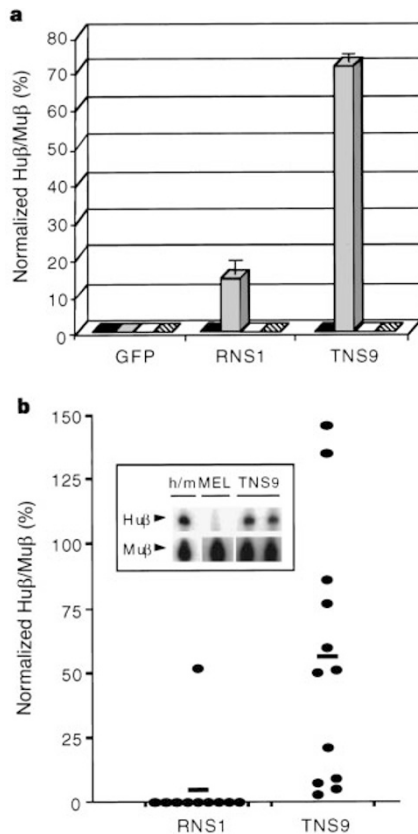 a
Normalized Huβ/Muβ (%)
80
70
60
50
40
30
20
10
0
GFP RNS1 TNS9
b
Normalized Huβ/Muβ (%)
150
125
100
75
50
25
0
h/m MEL TNS9
Huβ
Muβ
RNS1 TNS9